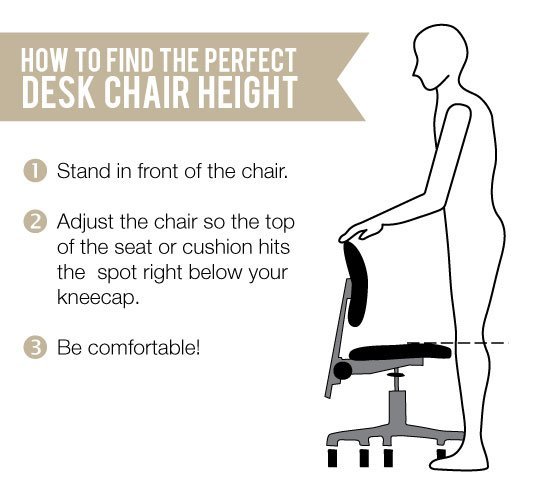 HOW TO FIND THE PERFECT
DESK CHAIR HEIGHT
1 Stand in front of the chair.
2 Adjust the chair so the top
of the seat or cushion hits
the  spot right below your
kneecap.
3 Be comfortable!